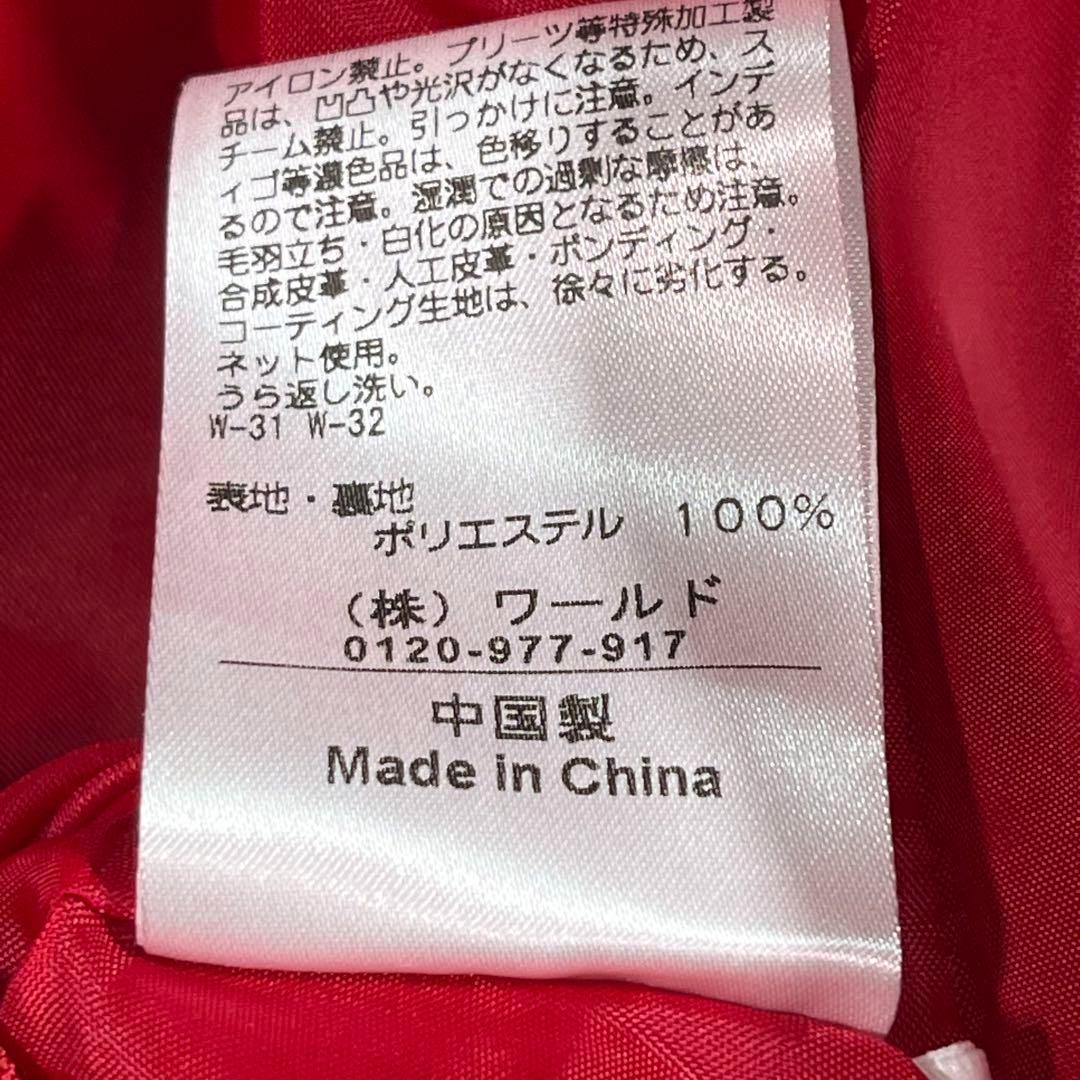 アイロン禁止。プリーツ等特殊加工製
品は、凹凸や光沢がなくなるため、ス
チーム禁止。引っかけに注意。インデ
ィゴ等濃色品は、色移りすることがあ
るので注意。湿潤での過剰な摩擦は、
毛羽立ち・白化の原因となるため注意。
合成皮革・人工皮革・ボンディング・
コーティング生地は、徐々に劣化する。
ネット使用。
うら返し洗い。
W-31 W-32
表地・裏地
ポリエステル 100%
(株) ワールド
0120-977-917
中国製
Made in China